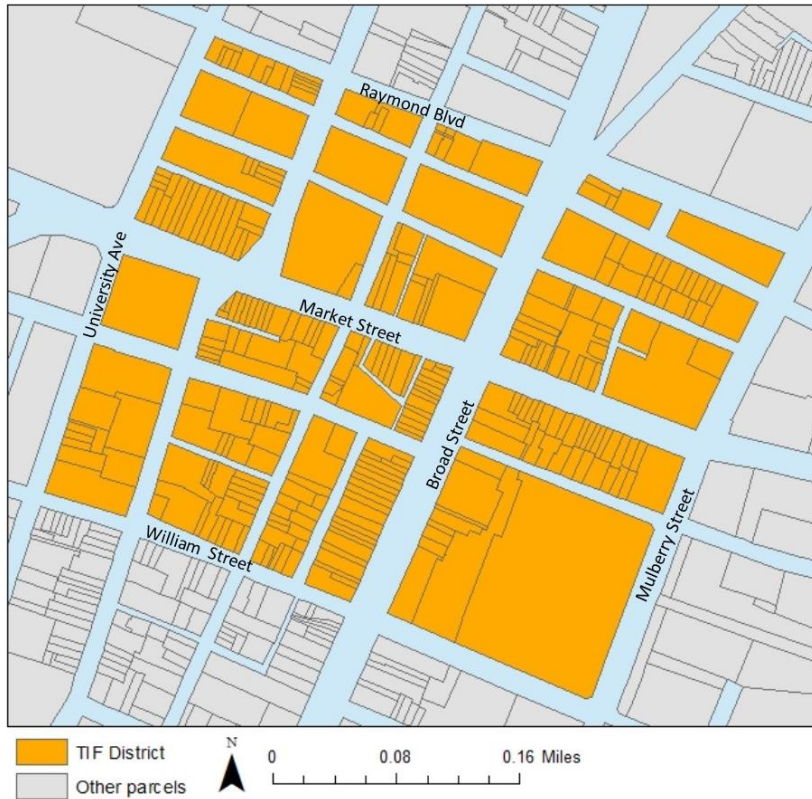 Raymond Blvd
University Ave
Market Street
Broad Street
Mulberry Street
William Street
TIF District
Other parcels
N
0 0.08 0.16 Miles